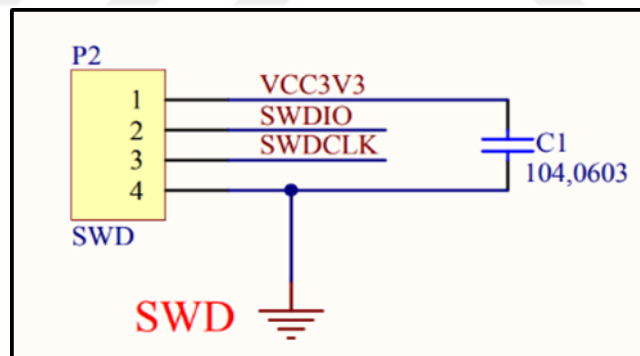 P2
1 VCC3V3
2 SWDIO
3 SWDCLK
4
C1
104,0603
SWD
SWD